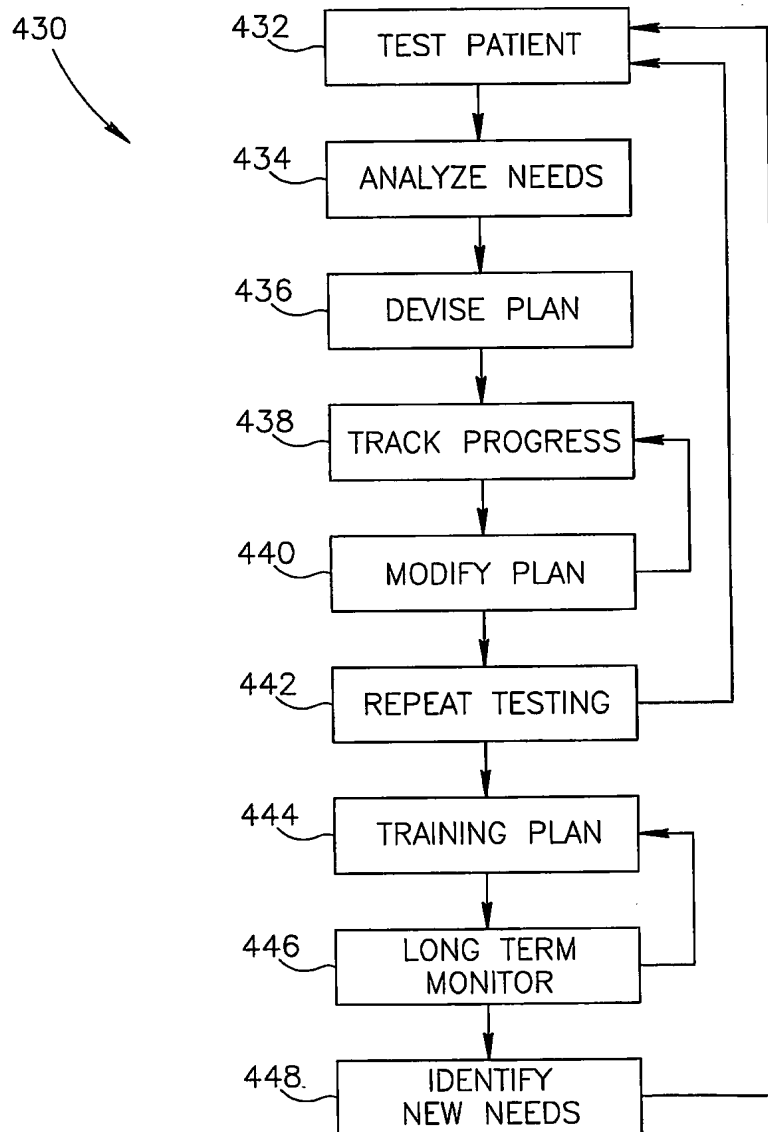 430
432
TEST PATIENT
434
ANALYZE NEEDS
436
DEVISE PLAN
438
TRACK PROGRESS
440
MODIFY PLAN
442
REPEAT TESTING
444
TRAINING PLAN
446
LONG TERM
MONITOR
448
IDENTIFY
NEW NEEDS